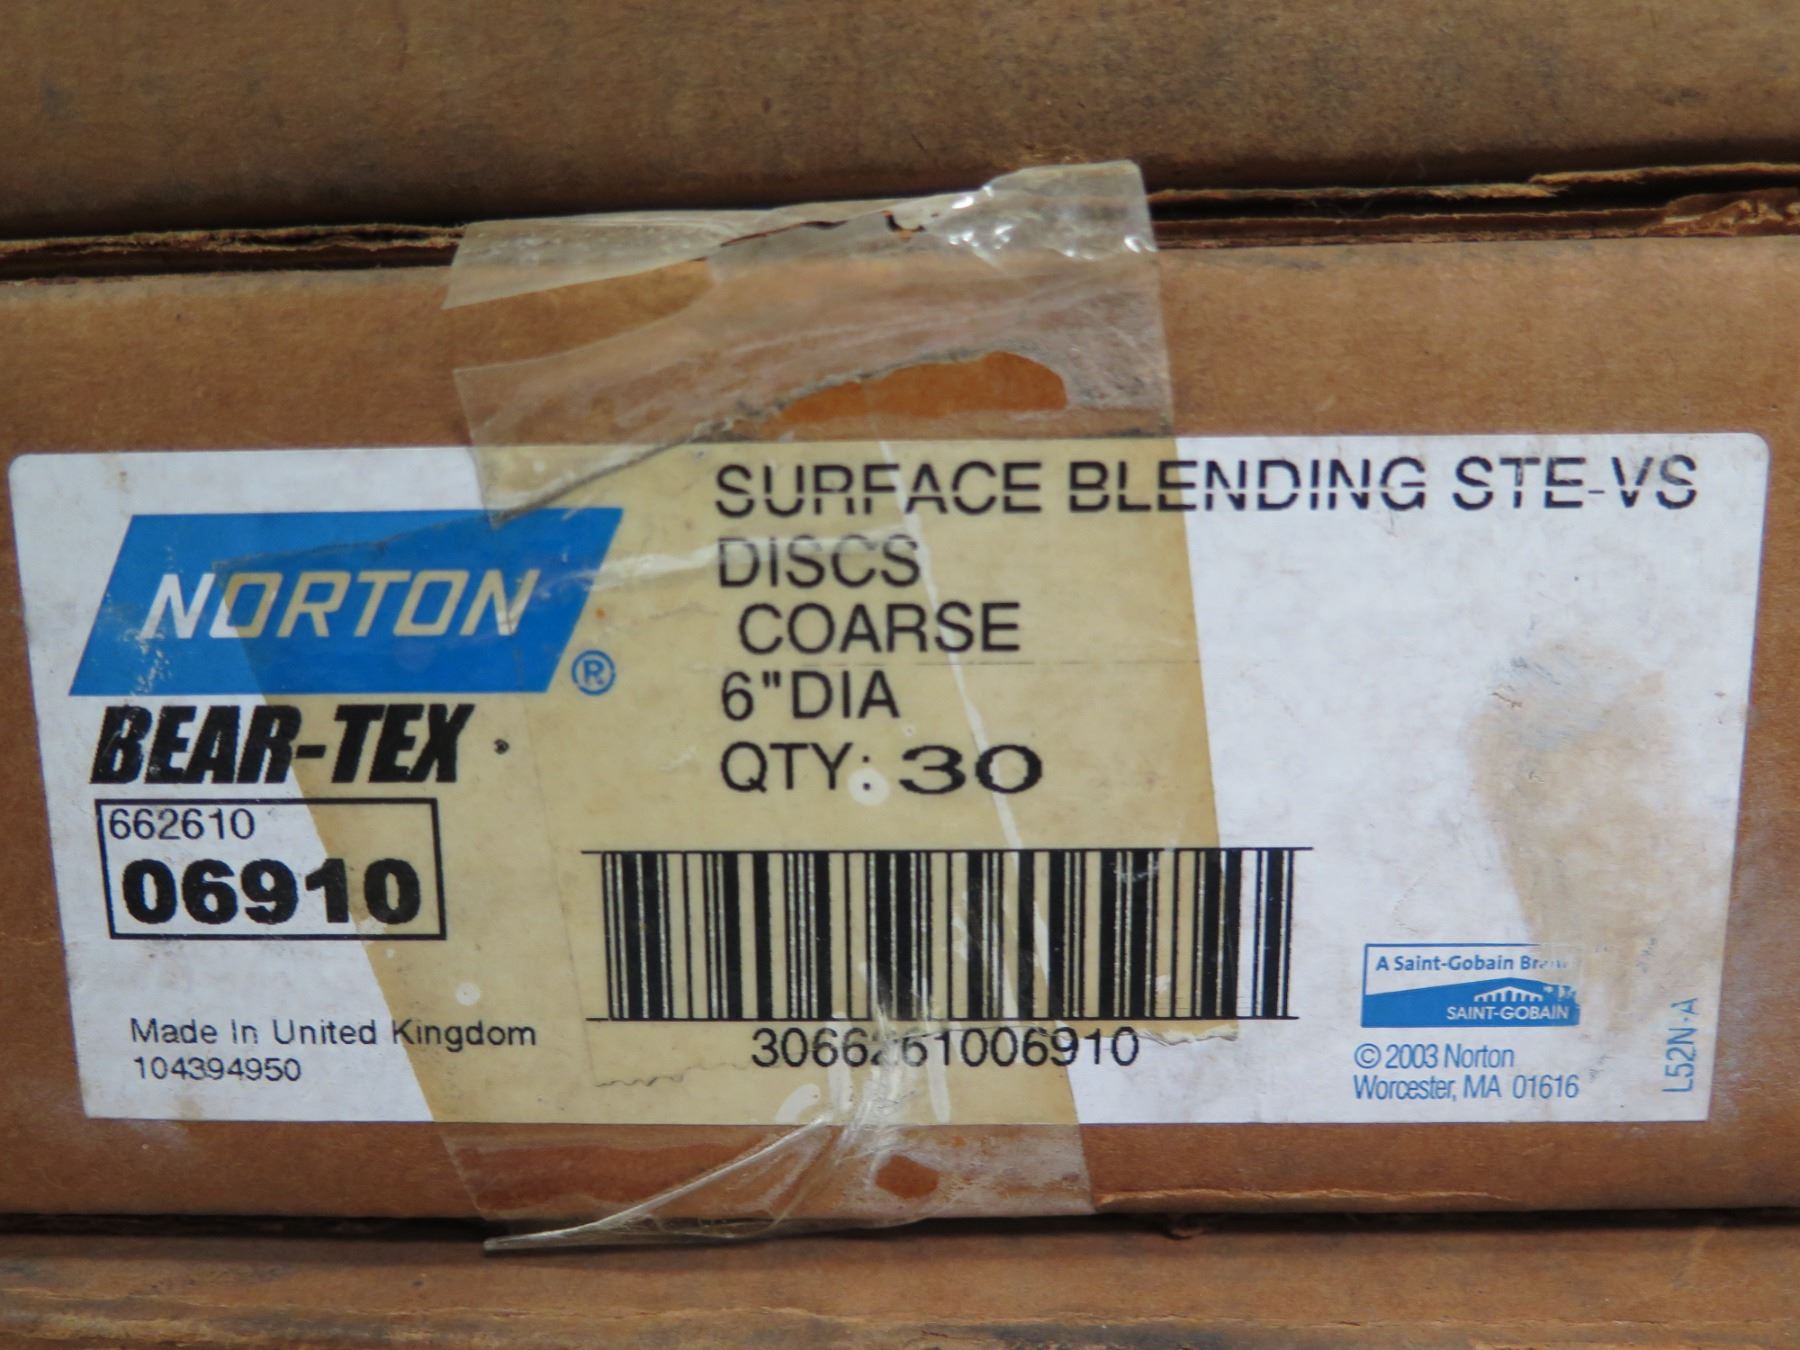 NORTON®
BEAR-TEX
662610
06910
Made In United Kingdom
104394950
SURFACE BLENDING STE-VS
DISCS
COARSE
6"DIA
QTY: 30
3066261006910
A Saint-Gobain
SAINT-GOBAIN
© 2003 Norton
Worcester, MA 01616
L52N-A